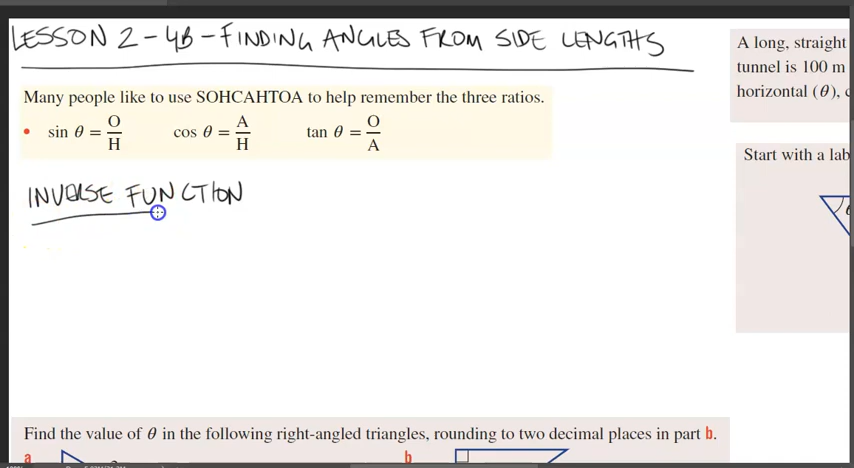 LESSON 2 - 4B - FINDING ANGLES FROM SIDE LENGTHS
Many people like to use SOHCAHTOA to help remember the three ratios.
• sin θ = O/H cos θ = A/H tan θ = O/A
INVERSE FUNCTION
A long, straight
tunnel is 100 m
horizontal (θ),
Start with a lab
θ
Find the value of θ in the following right-angled triangles, rounding to two decimal places in part b.
a b